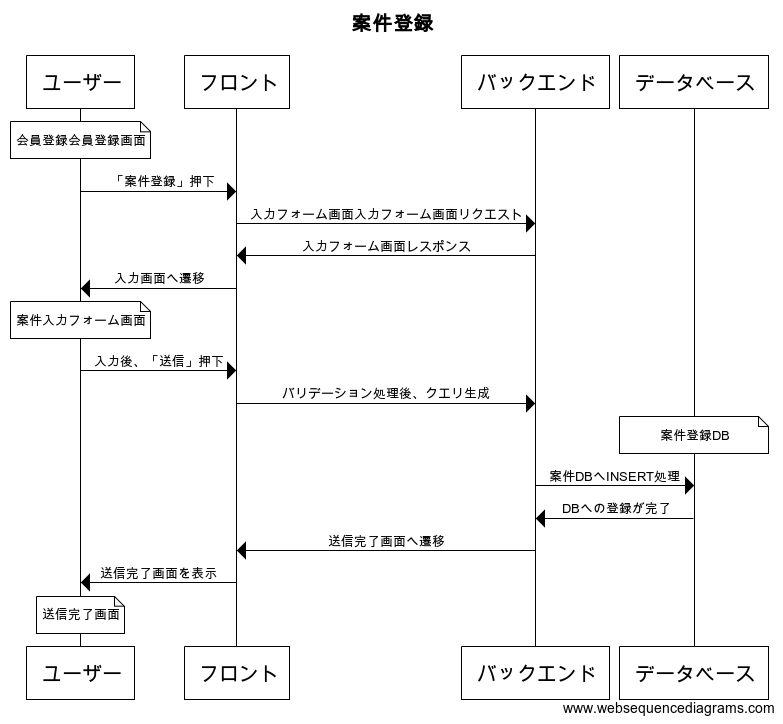 案件登録
ユーザー
フロント
バックエンド
データベース
会員登録会員登録画面
「案件登録」押下
入力フォーム画面入力フォーム画面リクエスト
入力フォーム画面レスポンス
入力画面へ遷移
案件入力フォーム画面
入力後、「送信」押下
バリデーション処理後、クエリ生成
案件登録DB
案件DBへINSERT処理
DBへの登録が完了
送信完了画面へ遷移
送信完了画面を表示
送信完了画面
ユーザー
フロント
バックエンド
データベース
www.websequencediagrams.com